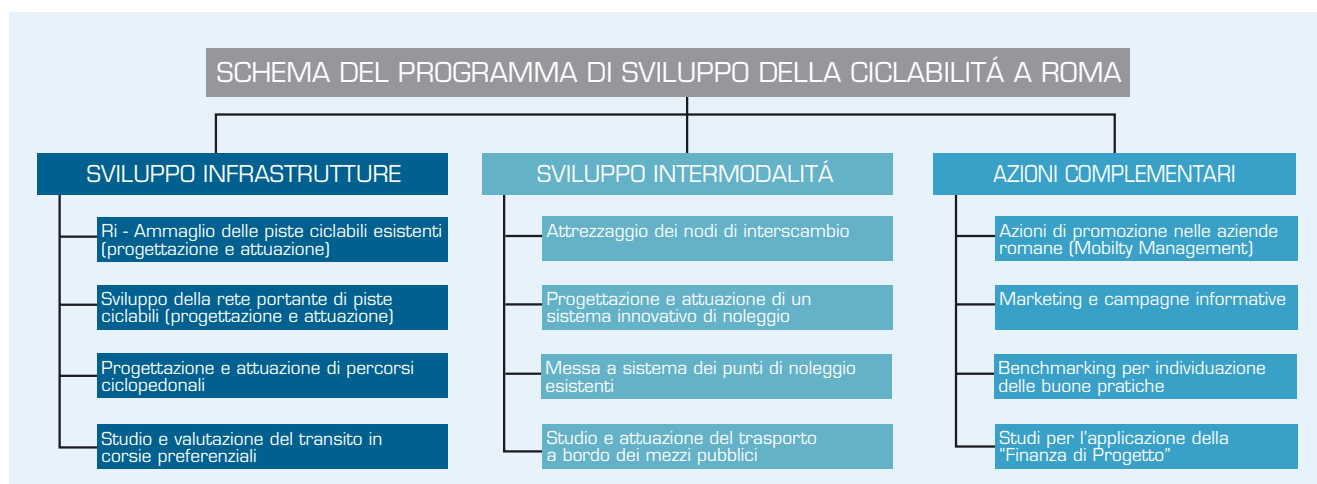 SCHEMA DEL PROGRAMMA DI SVILUPPO DELLA CICLABILITÁ A ROMA
SVILUPPO INFRASTRUTTURE
Ri - Ammaglio delle piste ciclabili esistenti
(progettazione e attuazione)
Sviluppo della rete portante di piste
ciclabili (progettazione e attuazione)
Progettazione e attuazione di percorsi
ciclopedonali
Studio e valutazione del transito in
corsie preferenziali
SVILUPPO INTERMODALITÁ
Attrezzaggio dei nodi di interscambio
Progettazione e attuazione di un
sistema innovativo di noleggio
Messa a sistema dei punti di noleggio
esistenti
Studio e attuazione del trasporto
a bordo dei mezzi pubblici
AZIONI COMPLEMENTARI
Azioni di promozione nelle aziende
romane (Mobilty Management)
Marketing e campagne informative
Benchmarking per individuazione
delle buone pratiche
Studi per l'applicazione della
"Finanza di Progetto"